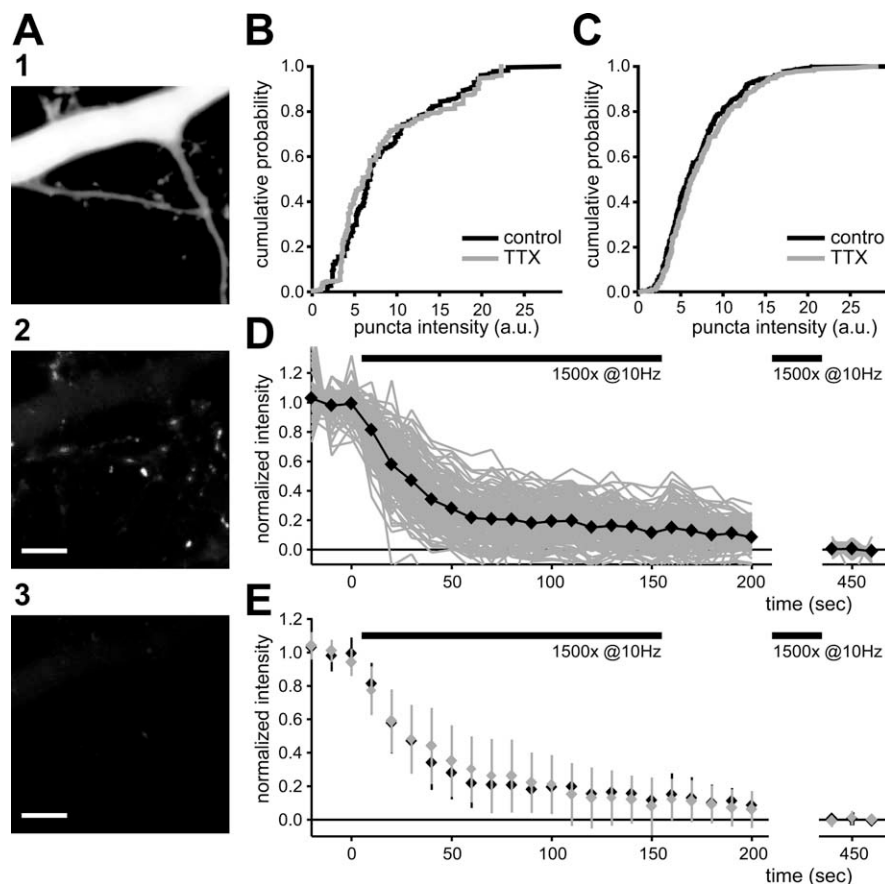 A
1
2
3
B
cumulative probability
1.0
0.8
0.6
0.4
0.2
0.0
control
TTX
0 5 10 15 20 25
puncta intensity (a.u.)
C
cumulative probability
1.0
0.8
0.6
0.4
0.2
0.0
control
TTX
0 5 10 15 20 25
puncta intensity (a.u.)
D
normalized intensity
1.2
1.0
0.8
0.6
0.4
0.2
0.0
1500x @10Hz
1500x @10Hz
0 50 100 150 200 450
time (sec)
E
normalized intensity
1.2
1.0
0.8
0.6
0.4
0.2
0.0
1500x @10Hz
1500x @10Hz
0 50 100 150 200 450
time (sec)